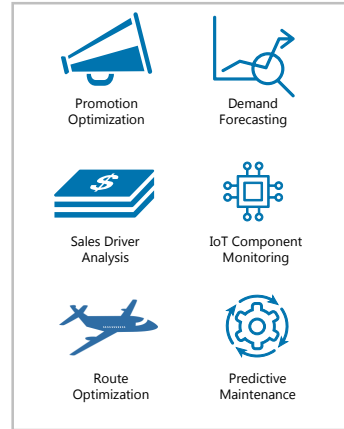 Promotion
Optimization
Demand
Forecasting
$
Sales Driver
Analysis
IoT Component
Monitoring
Route
Optimization
Predictive
Maintenance